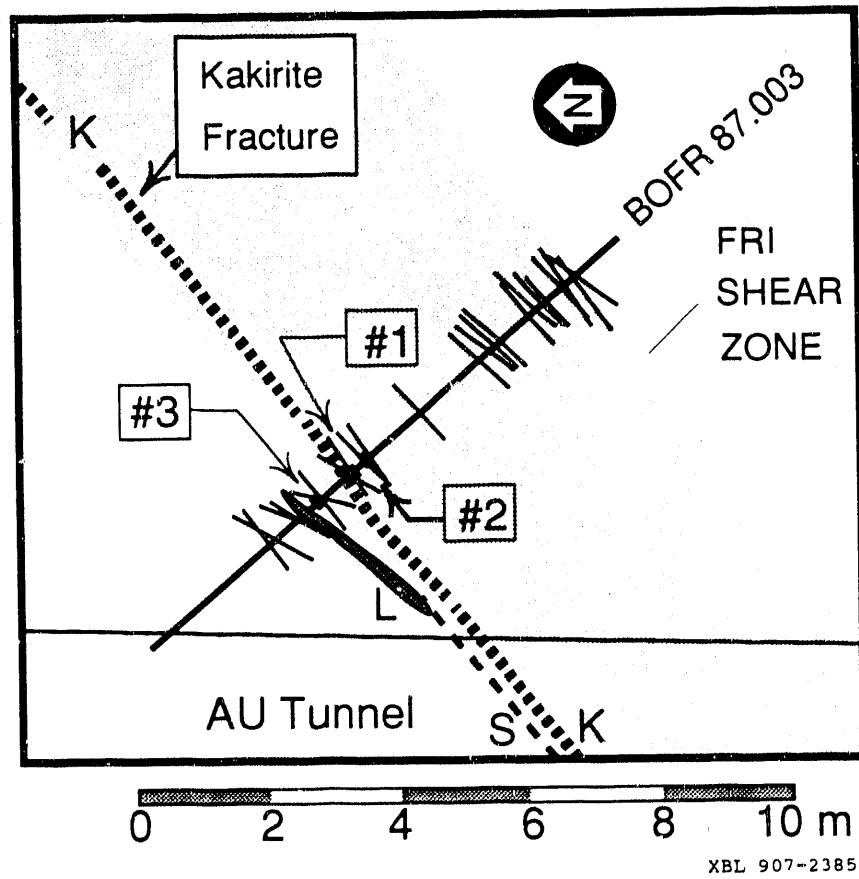 Kakirite
Fracture
K
N
BOFR 87.003
FRI
SHEAR
ZONE
#1
#3
#2
L
AU Tunnel
S
K
0 2 4 6 8 10 m
XBL 907-2385